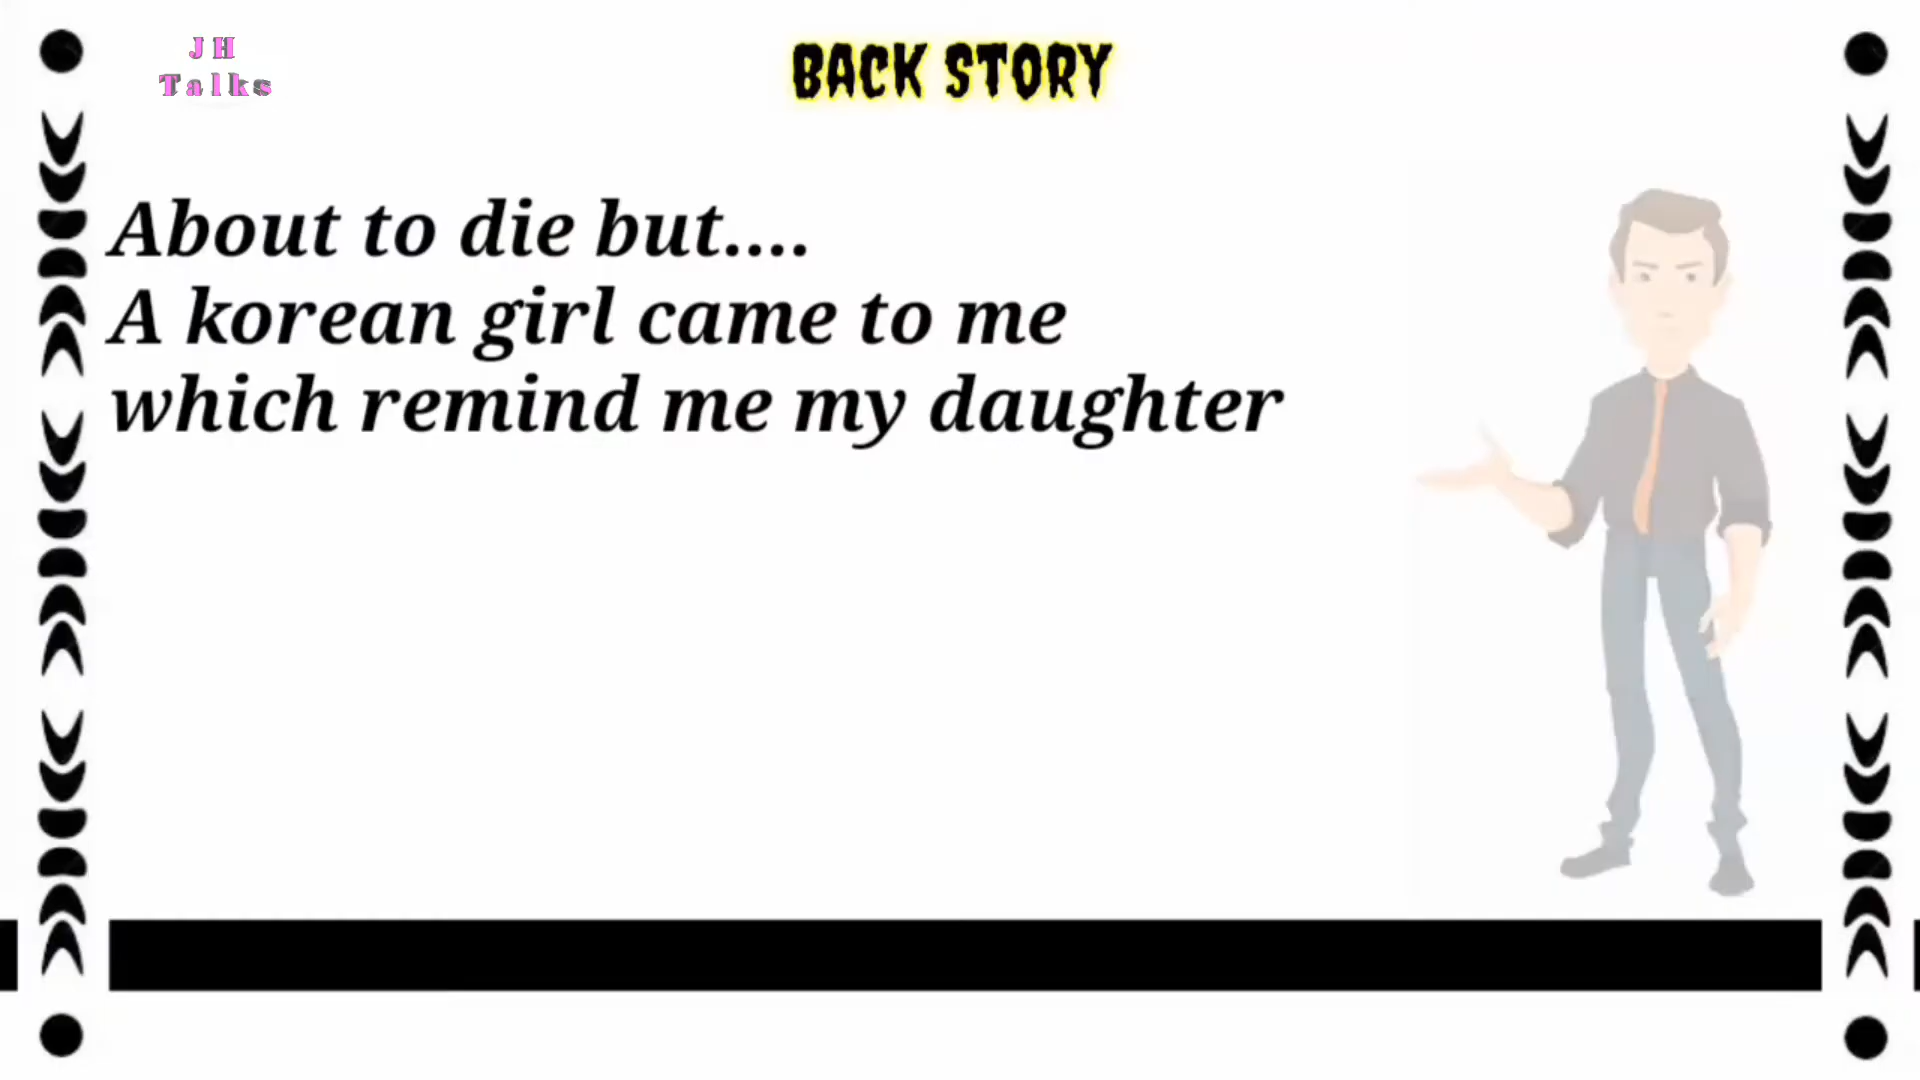 J H
Talks
BACK STORY
About to die but....
A korean girl came to me
which remind me my daughter